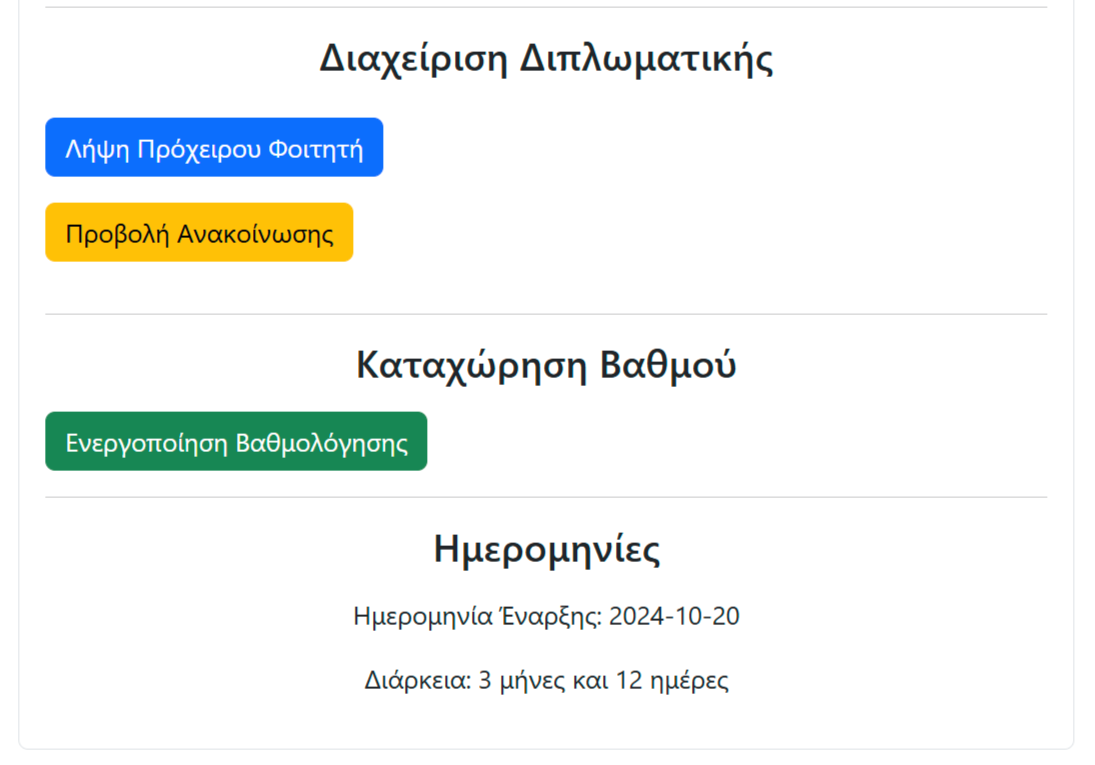 Διαχείριση Διπλωματικής
Λήψη Πρόχειρου Φοιτητή
Προβολή Ανακοίνωσης
Καταχώρηση Βαθμού
Ενεργοποίηση Βαθμολόγησης
Ημερομηνίες
Ημερομηνία Έναρξης: 2024-10-20
Διάρκεια: 3 μήνες και 12 ημέρες